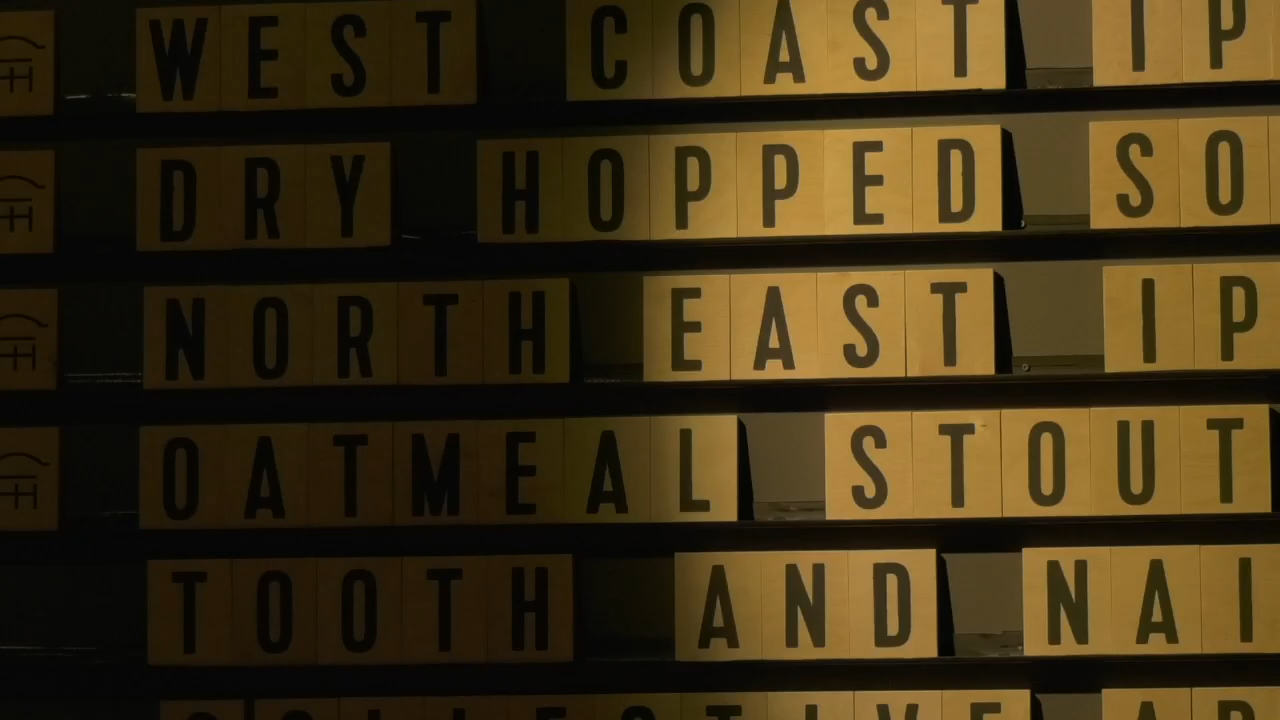 WEST COAST IP
DRY HOPPED SO
NORTH EAST IP
OATMEAL STOUT
TOOTH AND NAI